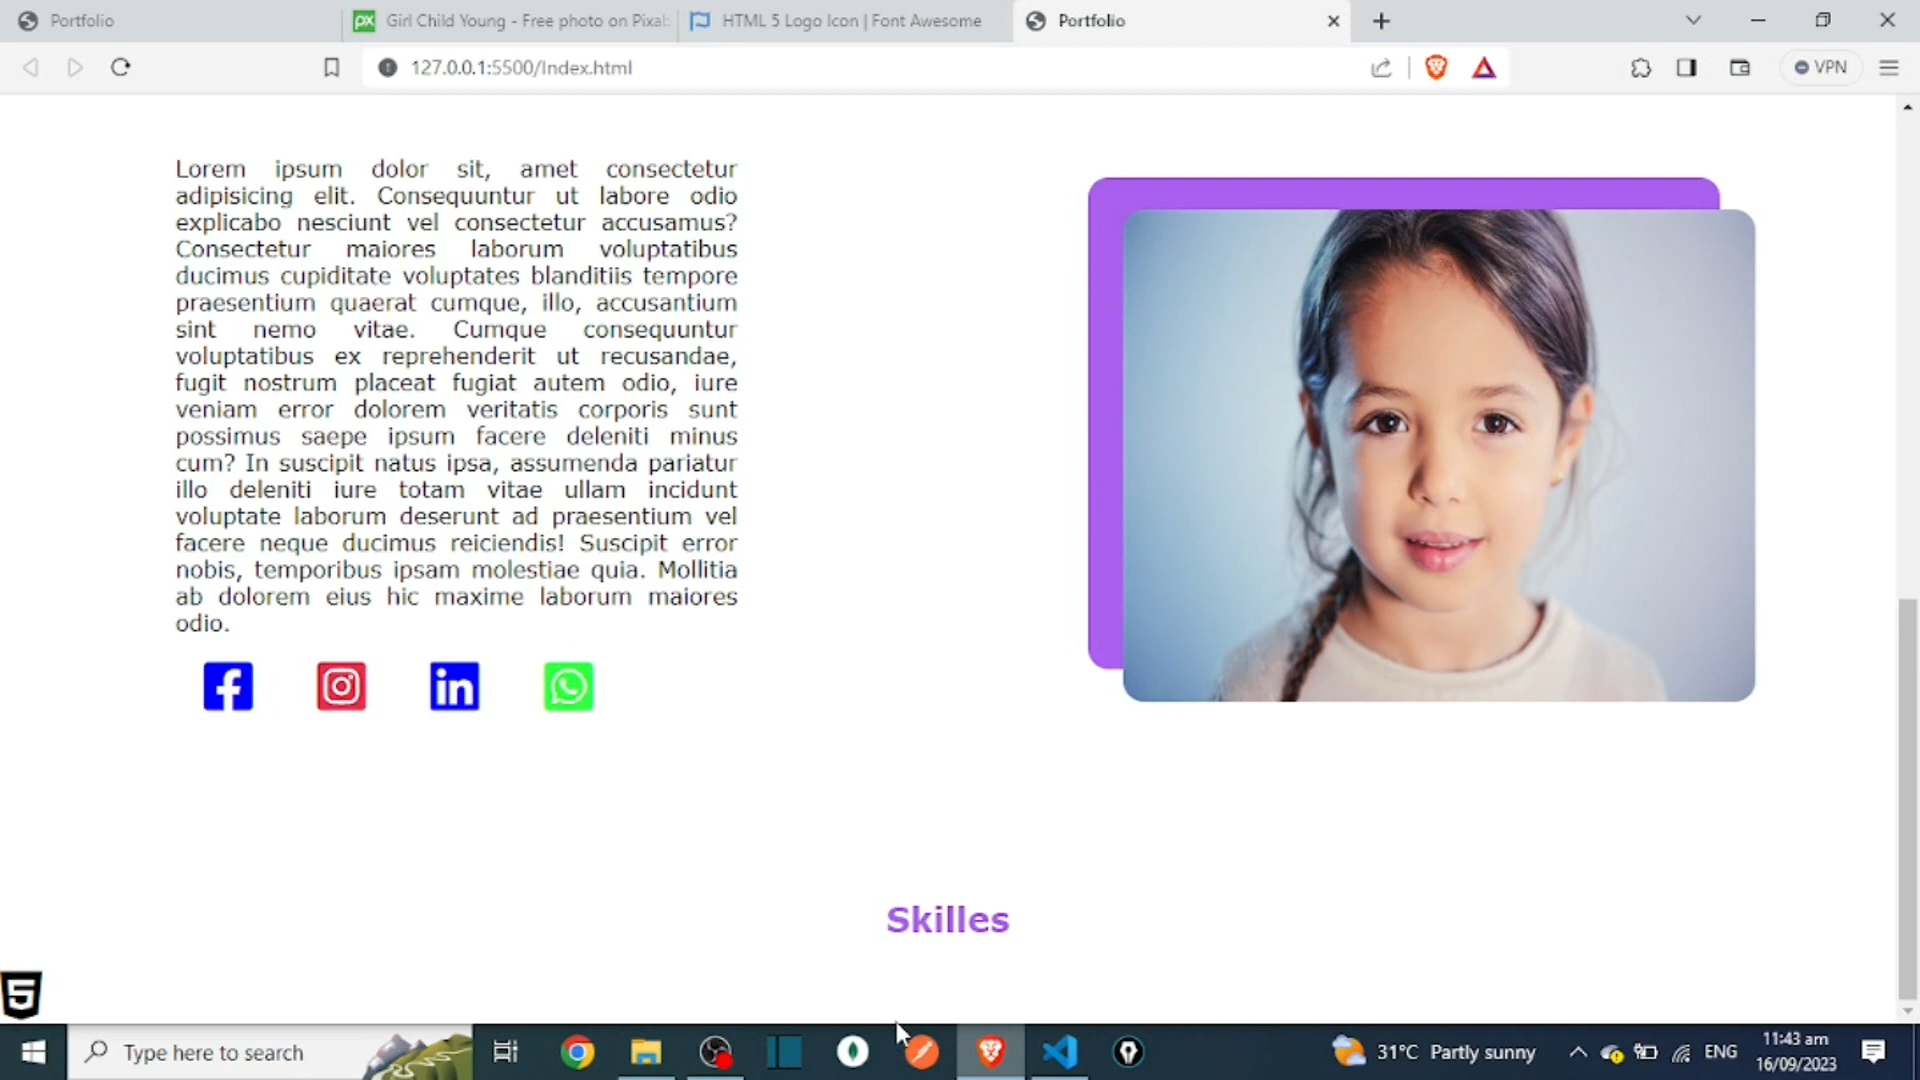 Portfolio
px Girl Child Young - Free photo on Pixab
HTML 5 Logo Icon | Font Awesome
Portfolio
127.0.0.1:5500/Index.html
VPN
Lorem ipsum dolor sit, amet consectetur
adipisicing elit. Consequuntur ut labore odio
explicabo nesciunt vel consectetur accusamus?
Consectetur maiores laborum voluptatibus
ducimus cupiditate voluptates blanditiis tempore
praesentium quaerat cumque, illo, accusantium
sint nemo vitae. Cumque consequuntur
voluptatibus ex reprehenderit ut recusandae,
fugit nostrum placeat fugiat autem odio, iure
veniam error dolorem veritatis corporis sunt
possimus saepe ipsum facere deleniti minus
cum? In suscipit natus ipsa, assumenda pariatur
illo deleniti iure totam vitae ullam incidunt
voluptate laborum deserunt ad praesentium vel
facere neque ducimus reiciendis! Suscipit error
nobis, temporibus ipsam molestiae quia. Mollitia
ab dolorem eius hic maxime laborum maiores
odio.
f
in
Skilles
5
Type here to search
31°C Partly sunny
ENG
11:43 am
16/09/2023